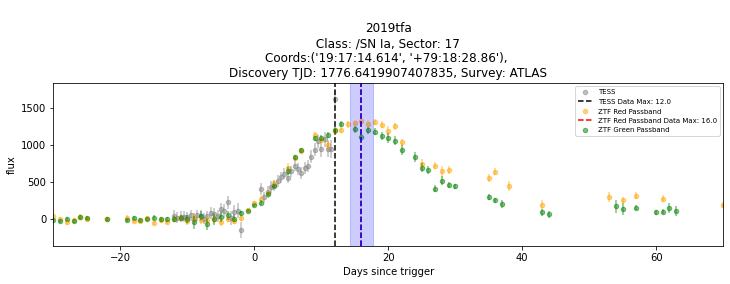 2019tfa
Class: /SN Ia, Sector: 17
Coords:('19:17:14.614', '+79:18:28.86'),
Discovery TJD: 1776.6419907407835, Survey: ATLAS
TESS
TESS Data Max: 12.0
ZTF Red Passband
ZTF Red Passband Data Max: 16.0
ZTF Green Passband
flux
1500
1000
500
0
−20
0
20
40
60
Days since trigger